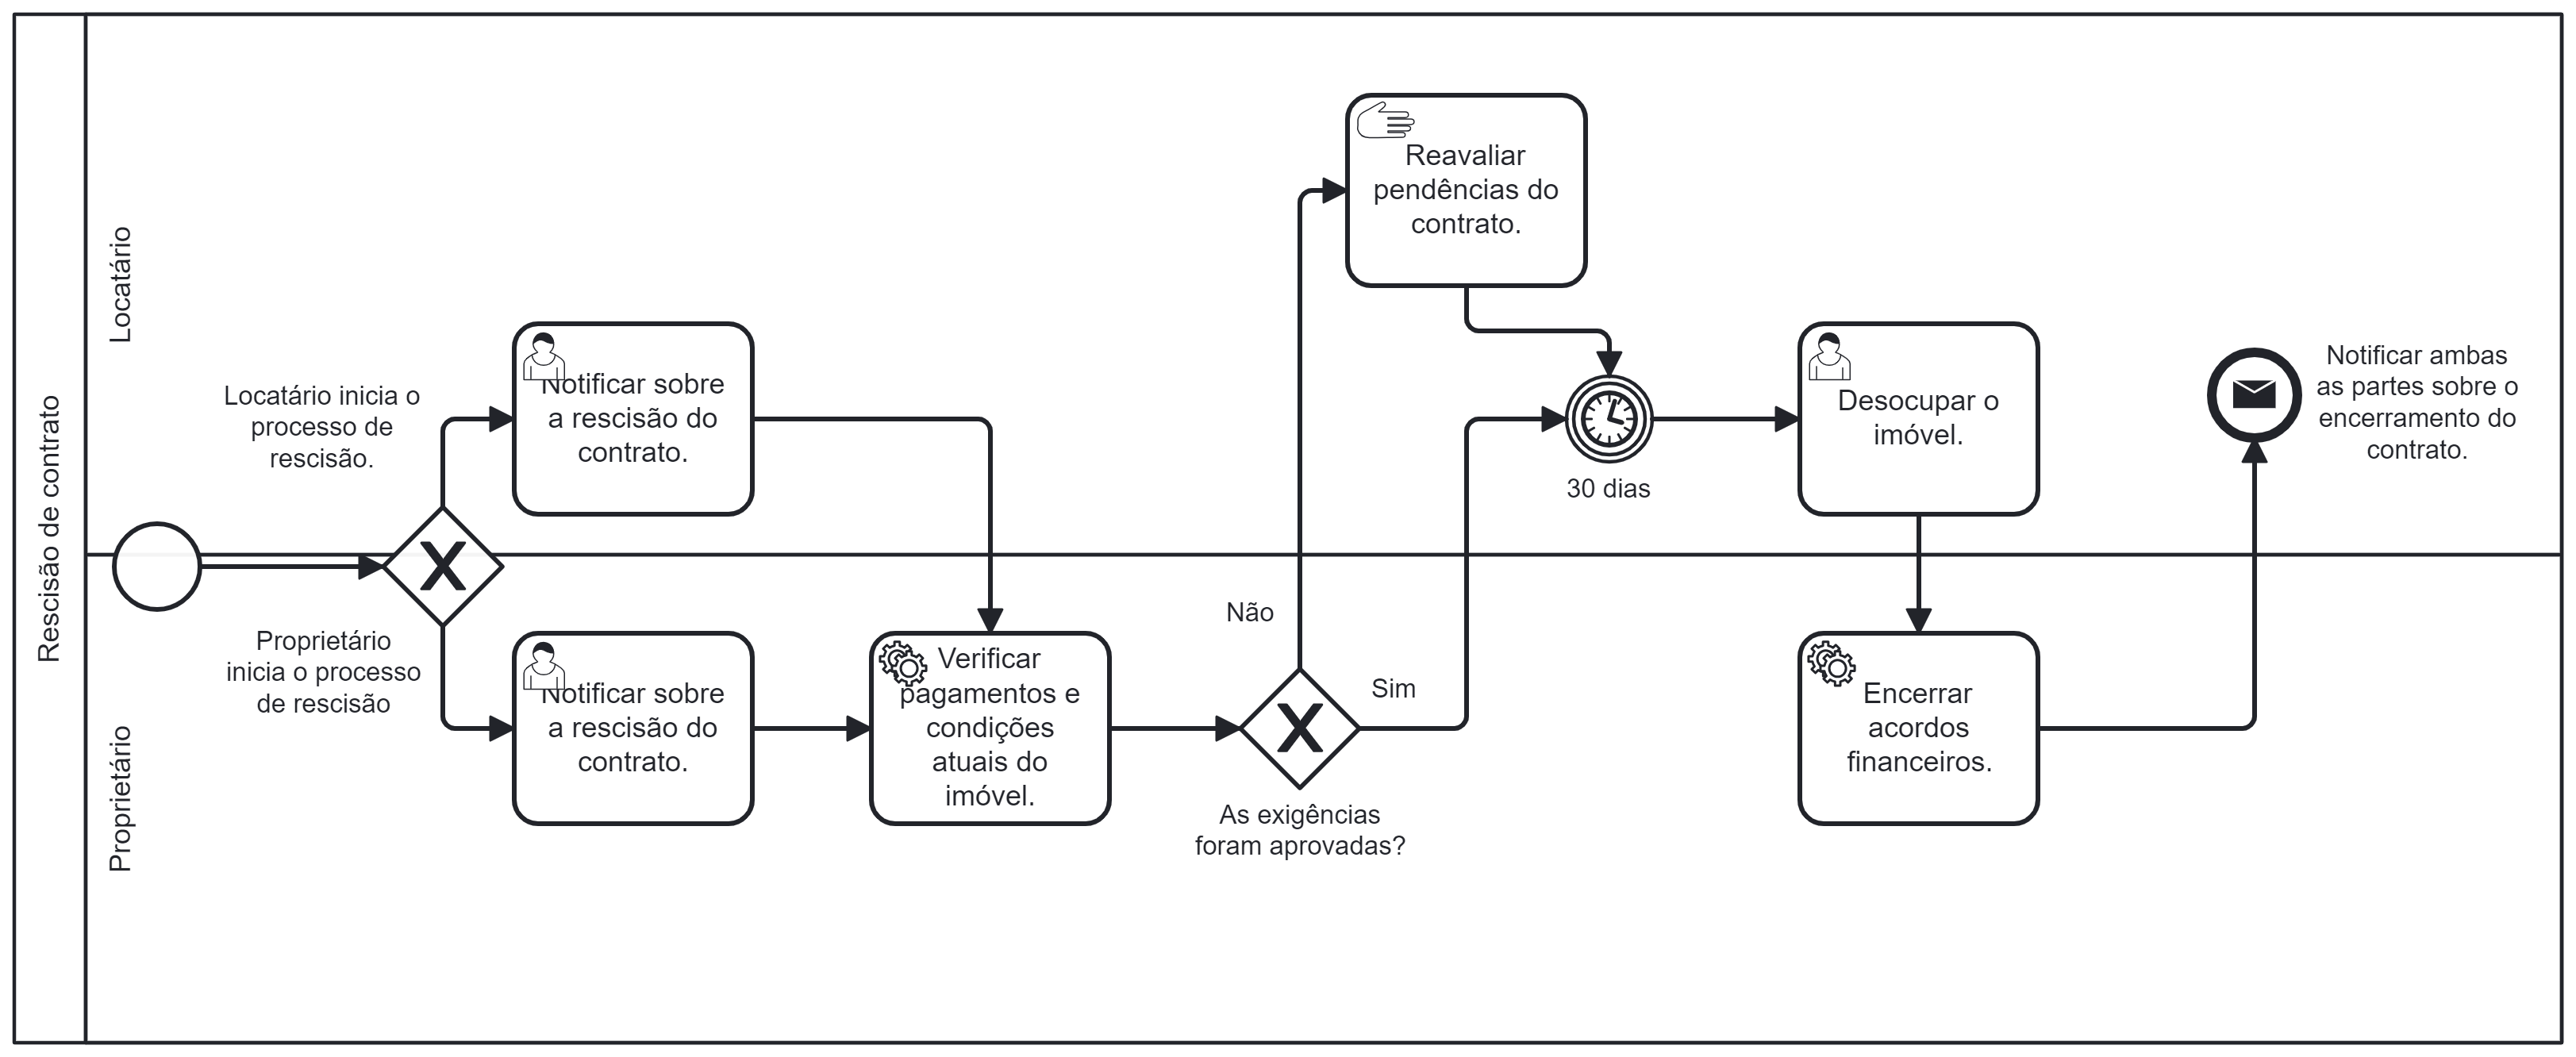 Rescisão de contrato
Locatário
Proprietário
Locatário inicia o
processo de
rescisão.
Proprietário
inicia o processo
de rescisão
Notificar sobre
a rescisão do
contrato.
Notificar sobre
a rescisão do
contrato.
Verificar
pagamentos e
condições
atuais do
imóvel.
As exigências
foram aprovadas?
Não
Sim
Reavaliar
pendências do
contrato.
30 dias
Desocupar o
imóvel.
Encerrar
acordos
financeiros.
Notificar ambas
as partes sobre o
encerramento do
contrato.